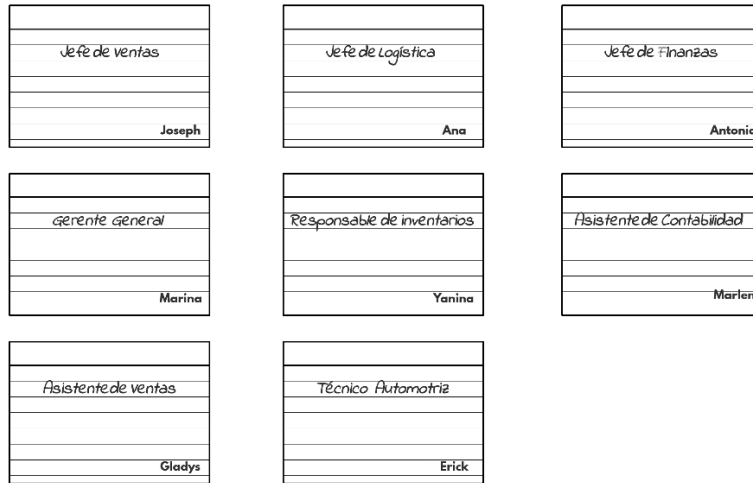 Jefe de Ventas
Joseph
Jefe de Logística
Ana
Jefe de Finanzas
Gerente General
Marina
Responsable de inventarios
Yanina
Asistente de Contabilidad
Asistente de Ventas
Gladys
Técnico Automotriz
Erick